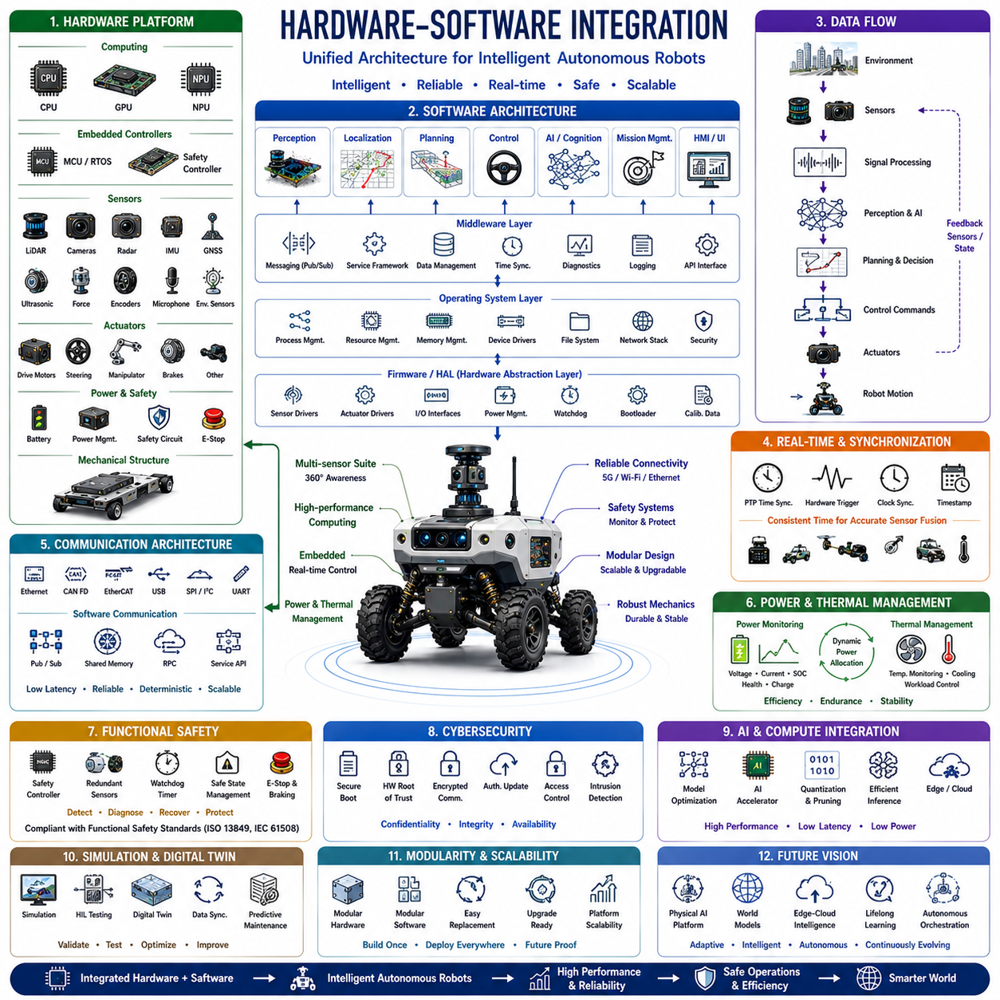 HARDWARE-SOFTWARE INTEGRATION
Unified Architecture for Intelligent Autonomous Robots
Intelligent • Reliable • Real-time • Safe • Scalable
1. HARDWARE PLATFORM
Computing
CPU
NPU
CPU
GPU
NPU
Embedded Controllers
MCU
MCU / RTOS
Safety
Controller
Sensors
LiDAR
Cameras
Radar
IMU
GNSS
Ultrasonic
Force
Encoders
Microphone
Env. Sensors
Actuators
Drive Motors
Steering
Manipulator
Brakes
Other
Power & Safety
Battery
Power Mgmt.
Safety Circuit
E-Stop
Mechanical Structure
2. SOFTWARE ARCHITECTURE
Perception
Localization
Planning
Control
AI / Cognition
Mission Mgmt.
HMI / UI
Middleware Layer
Messaging (Pub/Sub)
Service Framework
Data Management
Time Sync.
Diagnostics
Logging
API Interface
Operating System Layer
Process Mgmt.
Resource Mgmt.
Memory Mgmt.
Device Drivers
File System
Network Stack
Security
Firmware / HAL (Hardware Abstraction Layer)
Sensor Drivers
Actuator Drivers
I/O Interfaces
Power Mgmt.
Watchdog
Bootloader
Calib. Data
3. DATA FLOW
Environment
Sensors
Signal Processing
Perception & AI
Planning & Decision
Control Commands
Actuators
Robot Motion
Feedback
Sensors /
State
Multi-sensor Suite
360° Awareness
High-performance
Computing
Embedded
Real-time Control
Power & Thermal
Management
Reliable Connectivity
5G / Wi-Fi / Ethernet
Safety Systems
Monitor & Protect
Modular Design
Scalable & Upgradable
Robust Mechanics
Durable & Stable
4. REAL-TIME & SYNCHRONIZATION
PTP Time Sync.
Hardware Trigger
Clock Sync.
Timestamp
Consistent Time for Accurate Sensor Fusion
5. COMMUNICATION ARCHITECTURE
Ethernet
CAN FD
EtherCAT
USB
SPI / I²C
UART
Software Communication
Pub / Sub
Shared Memory
RPC
Service API
Low Latency • Reliable • Deterministic • Scalable
6. POWER & THERMAL MANAGEMENT
Power Monitoring
Voltage • Current • SOC
Health • Charge
Dynamic
Power
Allocation
Thermal Management
Temp. Monitoring • Cooling
Workload Control
Efficiency • Endurance • Stability
7. FUNCTIONAL SAFETY
Safety
Controller
Redundant
Sensors
Watchdog
Timer
Safe State
Management
E-Stop &
Braking
Detect • Diagnose • Recover • Protect
Compliant with Functional Safety Standards (ISO 13849, IEC 61508)
8. CYBERSECURITY
Secure
Boot
HW Root
of Trust
Encrypted
Comm.
Auth. Update
Access
Control
Intrusion
Detection
Confidentiality • Integrity • Availability
9. AI & COMPUTE INTEGRATION
AI
0101
1010
Model
Optimization
AI
Accelerator
Quantization
& Pruning
Efficient
Inference
Edge / Cloud
High Performance • Low Latency • Low Power
10. SIMULATION & DIGITAL TWIN
Simulation
HIL Testing
Digital Twin
Data Sync.
Predictive
Maintenance
Validate • Test • Optimize • Improve
11. MODULARITY & SCALABILITY
Modular
Hardware
Modular
Software
Easy
Replacement
Upgrade
Ready
Platform
Scalability
Build Once • Deploy Everywhere • Future Proof
12. FUTURE VISION
Physical AI
Platform
World
Models
Edge-Cloud
Intelligence
Lifelong
Learning
Autonomous
Orchestration
Adaptive • Intelligent • Autonomous • Continuously Evolving
Integrated Hardware + Saftware
Intelligent Autonomous Robots
High Performance
& Reliability
Safe Operations
& Efficiency
Smarter World